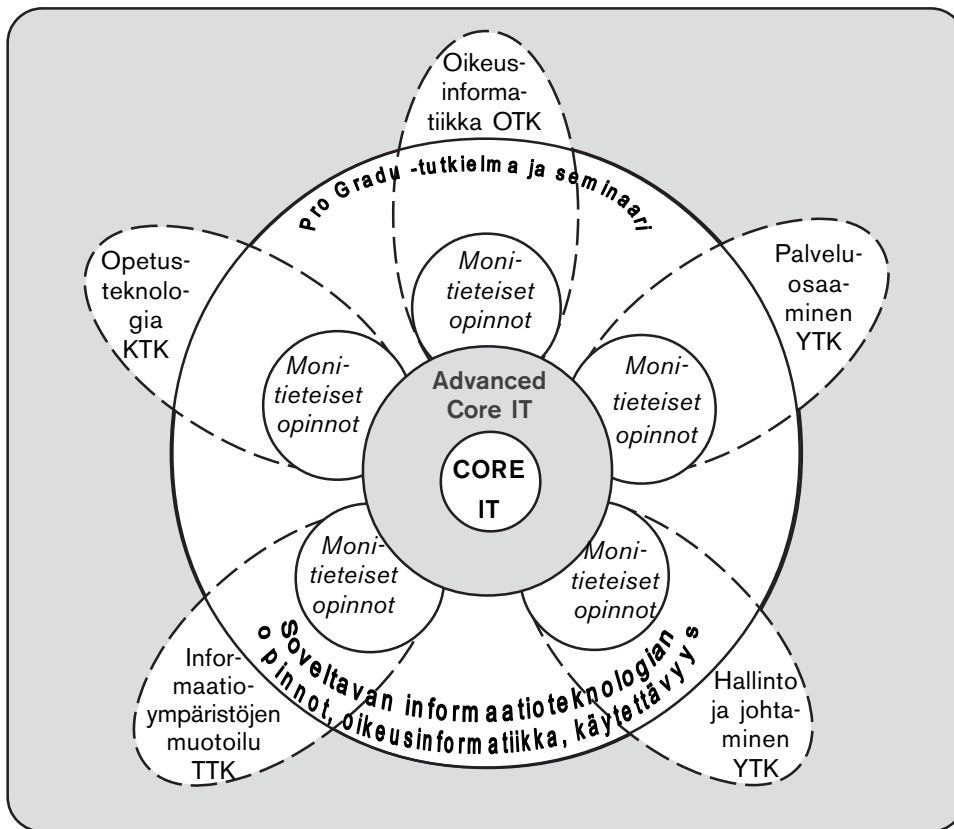 Oikeus-
informa-
tiikka OTK
Pro Gradu -tutkielma ja seminaari
Opetus-
teknolo-
gia
KTK
Palvelu-
osaa-
minen
YTK
Moni-
tieteiset
opinnot
Moni-
tieteiset
opinnot
Moni-
tieteiset
opinnot
Advanced
Core IT
CORE
IT
Moni-
tieteiset
opinnot
Moni-
tieteiset
opinnot
Soveltavan informaatioteknologian
opinnot, oikeusinformatiikka, käytettävyys
Infor-
maatio-
ympäristöjen
muotoilu
TTK
Hallinto
ja johta-
minen
YTK